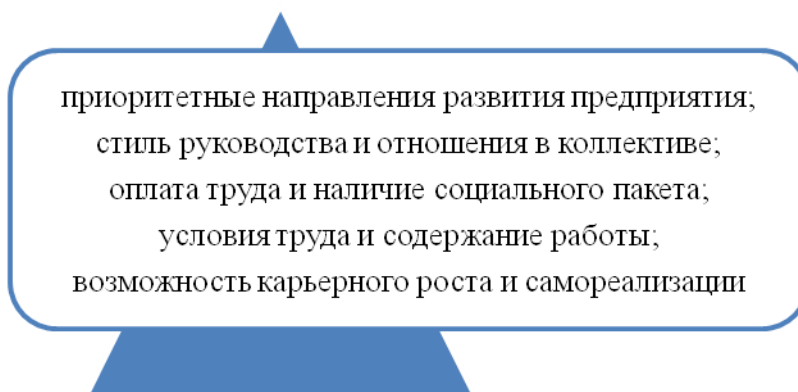 приоритетные направления развития предприятия;
стиль руководства и отношения в коллективе;
оплата труда и наличие социального пакета;
условия труда и содержание работы;
возможность карьерного роста и самореализации